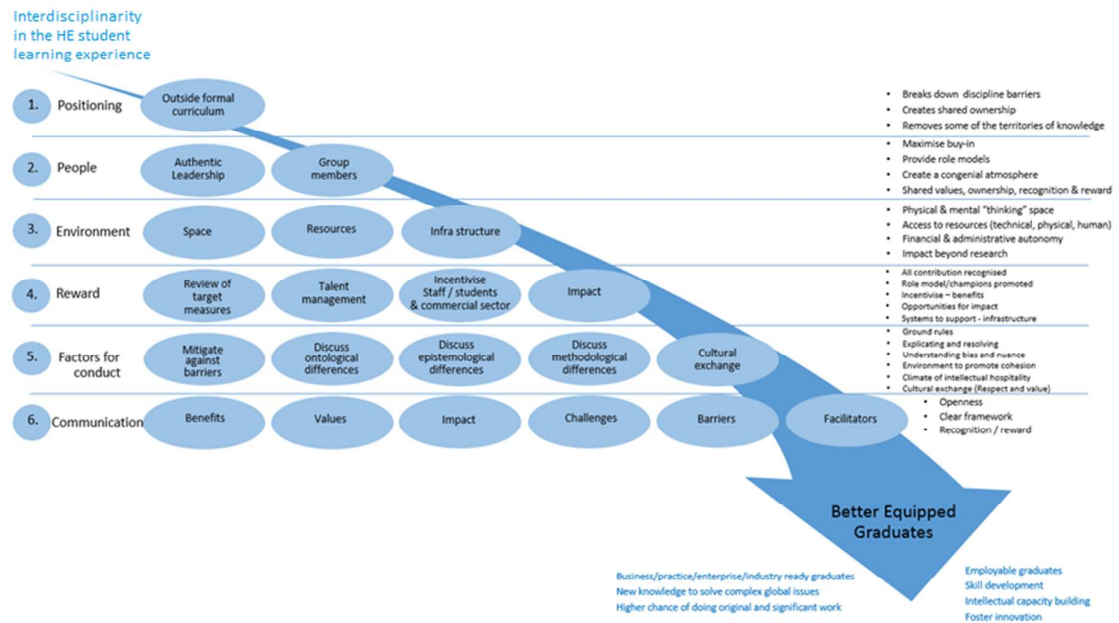 Interdisciplinarity
in the HE student
learning experience
1. Positioning
Outside formal
curriculum
• Breaks down discipline barriers
• Creates shared ownership
• Removes some of the territories of knowledge
2. People
Authentic
Leadership
Group
members
• Maximise buy-in
• Provide role models
• Create a congenial atmosphere
• Shared values, ownership, recognition & reward
3. Environment
Space
Resources
Infra structure
• Physical & mental "thinking" space
• Access to resources (technical, physical, human)
• Financial & administrative autonomy
• Impact beyond research
4. Reward
Review of
target
measures
Talent
management
Incentivise
Staff / students
& commercial sector
Impact
• All contribution recognised
• Role model/champions promoted
• Incentivise – benefits
• Opportunities for impact
• Systems to support - infrastructure
5. Factors for
conduct
Mitigate
against
barriers
Discuss
ontological
differences
Discuss
epistemological
differences
Discuss
methodological
differences
Cultural
exchange
• Ground rules
• Explicating and resolving
• Understanding bias and nuance
• Environment to promote cohesion
• Climate of intellectual hospitality
• Cultural exchange (Respect and value)
6. Communication
Benefits
Values
Impact
Challenges
Barriers
Facilitators
• Openness
• Clear framework
• Recognition / reward
Better Equipped
Graduates
Business/practice/enterprise/industry ready graduates
New knowledge to solve complex global issues
Higher chance of doing original and significant work
Employable graduates
Skill development
Intellectual capacity building
Foster innovation